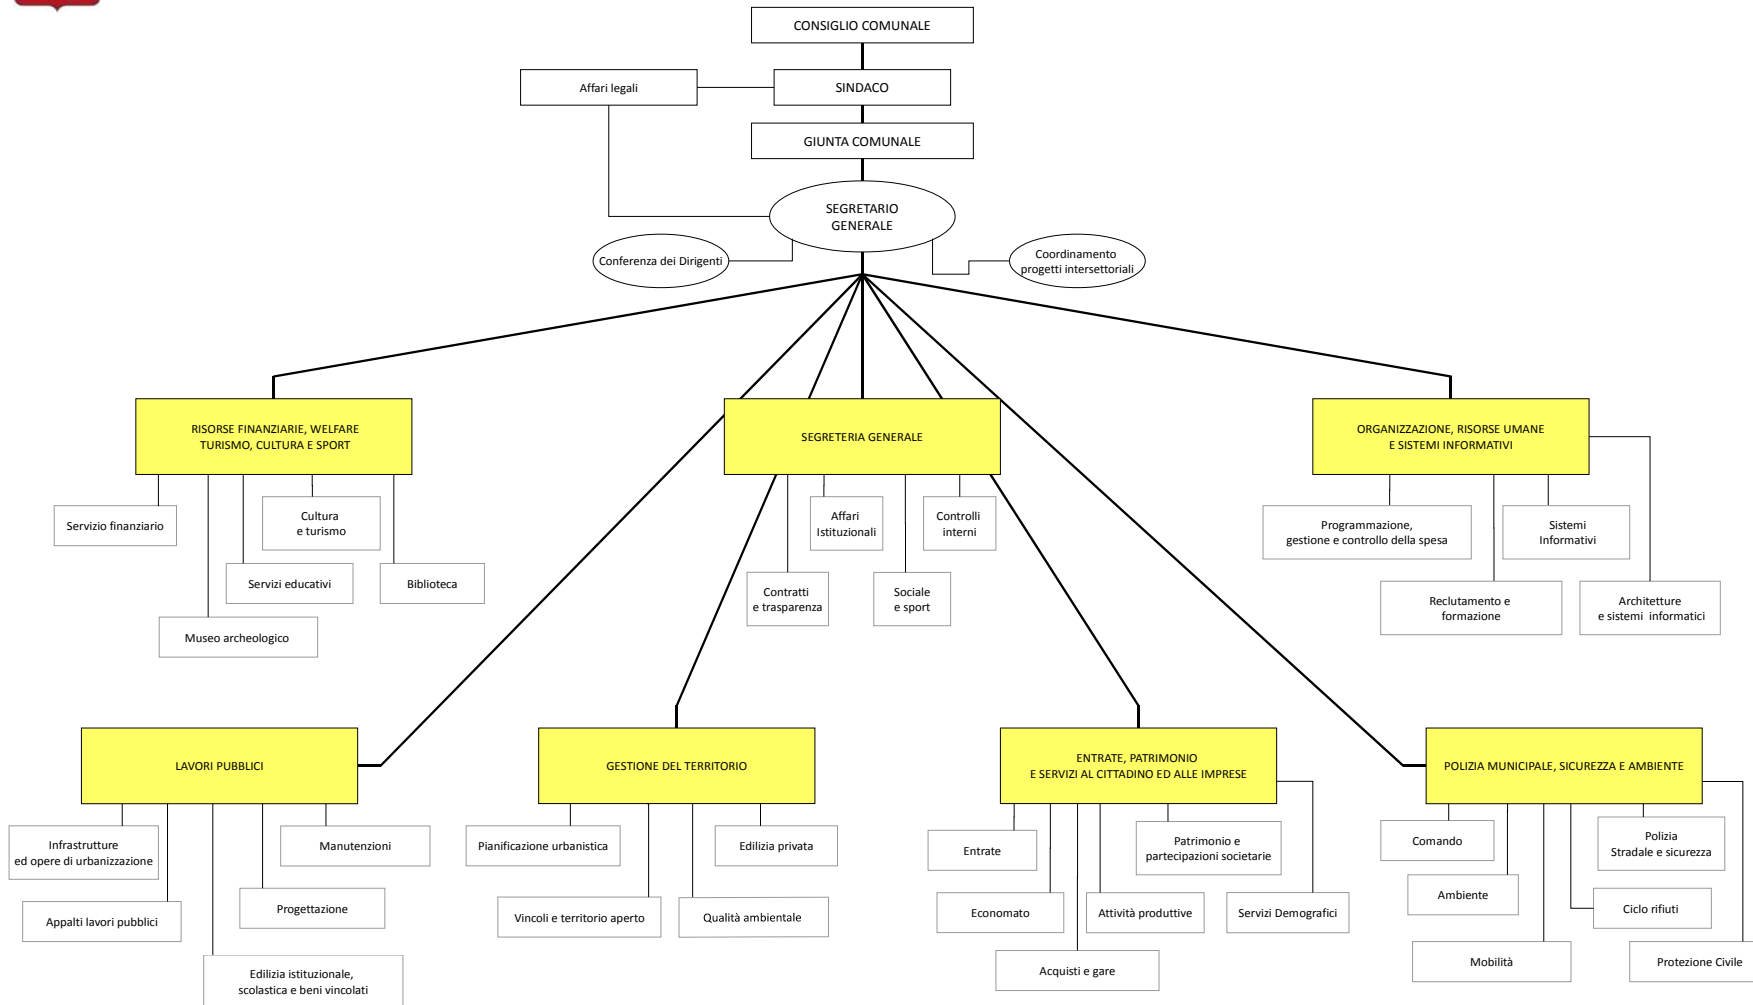 CONSIGLIO COMUNALE
Affari legali
SINDACO
GIUNTA COMUNALE
SEGRETARIO
GENERALE
Conferenza dei Dirigenti
Coordinamento
progetti intersettoriali
RISORSE FINANZIARIE, WELFARE
TURISMO, CULTURA E SPORT
SEGRETERIA GENERALE
ORGANIZZAZIONE, RISORSE UMANE
E SISTEMI INFORMATIVI
Servizio finanziario
Cultura
e turismo
Servizi educativi
Biblioteca
Museo archeologico
Affari
Istituzionali
Controlli
interni
Contratti
e trasparenza
Sociale
e sport
Programmazione,
gestione e controllo della spesa
Sistemi
Informativi
Reclutamento e
formazione
Architetture
e sistemi informatici
LAVORI PUBBLICI
GESTIONE DEL TERRITORIO
ENTRATE, PATRIMONIO
E SERVIZI AL CITTADINO ED ALLE IMPRESE
POLIZIA MUNICIPALE, SICUREZZA E AMBIENTE
Infrastrutture
ed opere di urbanizzazione
Manutenzioni
Appalti lavori pubblici
Progettazione
Edilizia istituzionale,
scolastica e beni vincolati
Pianificazione urbanistica
Edilizia privata
Vincoli e territorio aperto
Qualità ambientale
Entrate
Patrimonio e
partecipazioni societarie
Economato
Attività produttive
Servizi Demografici
Acquisti e gare
Comando
Polizia
Stradale e sicurezza
Ambiente
Ciclo rifiuti
Mobilità
Protezione Civile